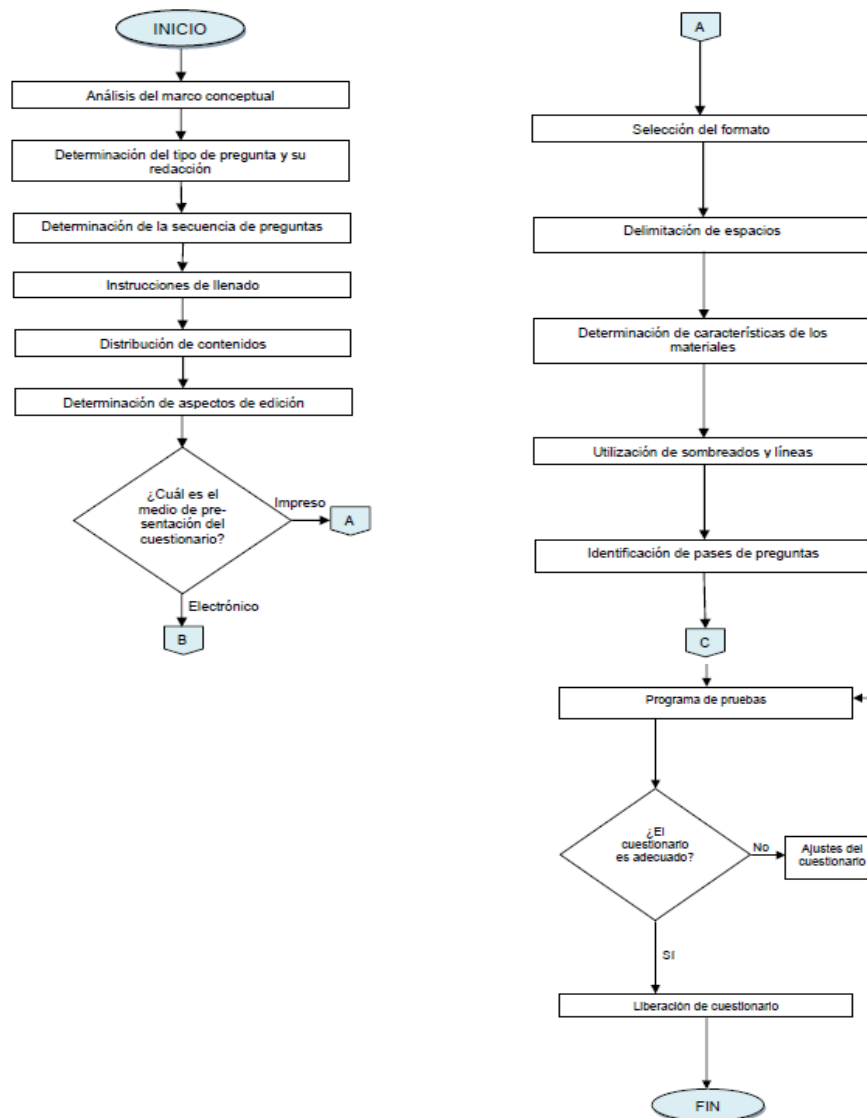 INICIO
Análisis del marco conceptual
Determinación del tipo de pregunta y su
redacción
Determinación de la secuencia de preguntas
Instrucciones de llenado
Distribución de contenidos
Determinación de aspectos de edición
¿Cuál es el
medio de pre-
sentación del
cuestionario?
Impreso
A
Electrónico
B
A
Selección del formato
Delimitación de espacios
Determinación de características de los
materiales
Utilización de sombreados y líneas
Identificación de pases de preguntas
C
Programa de pruebas
¿El
cuestionario
es adecuado?
No
Ajustes del
cuestionario
Sí
Liberación de cuestionario
FIN